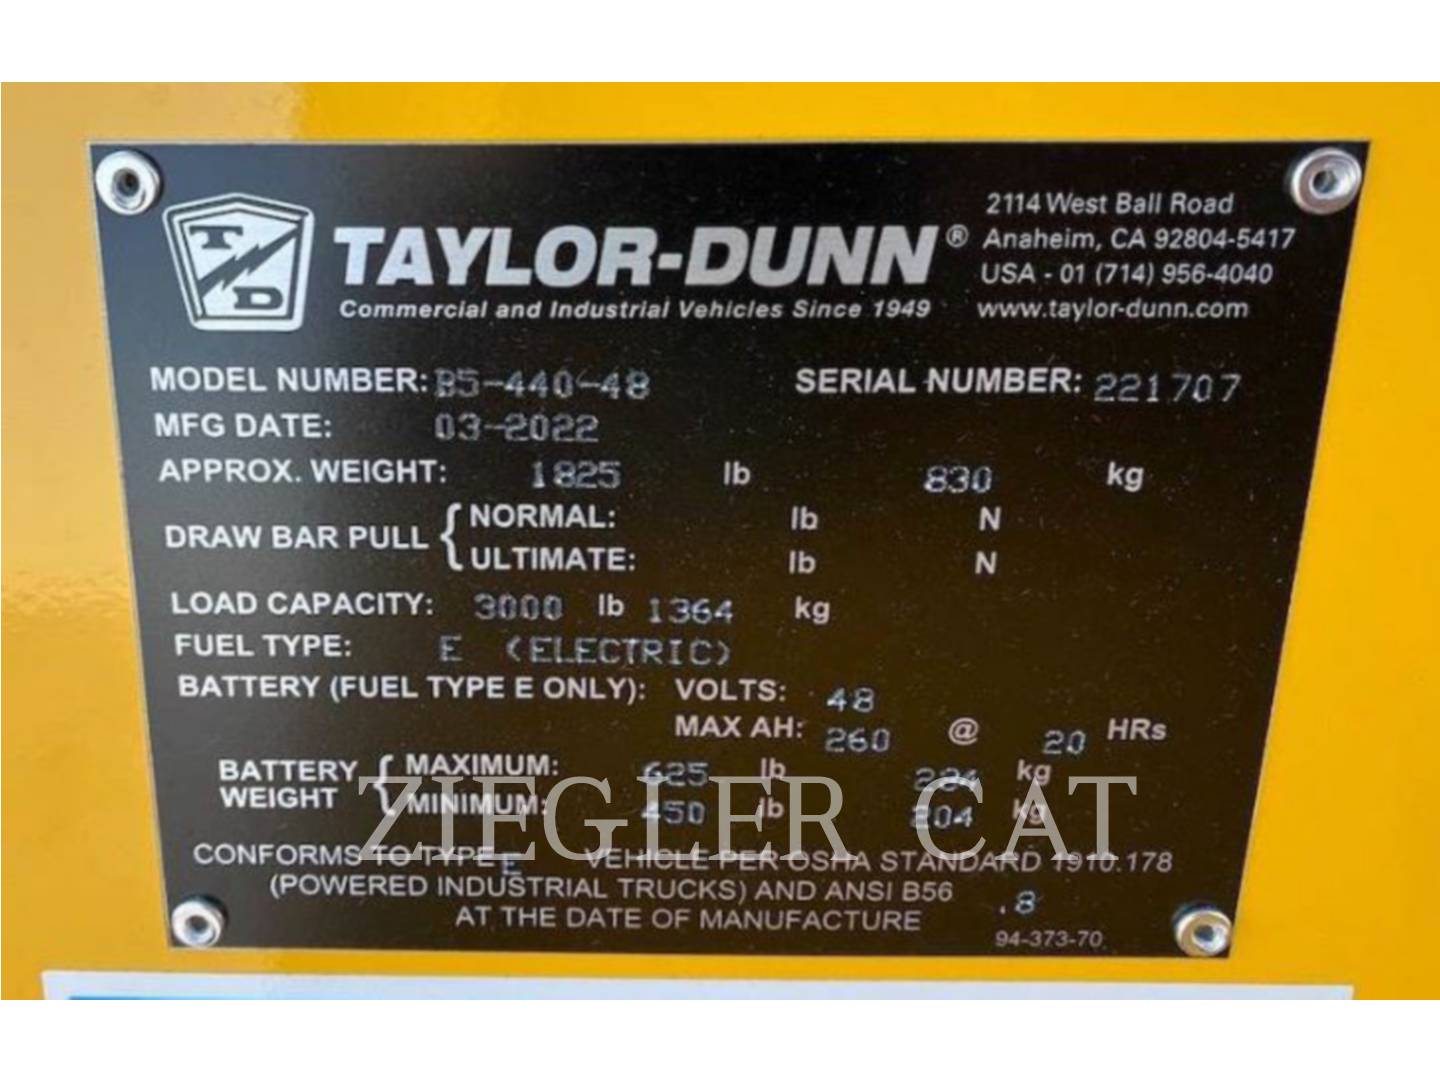 TD
TAYLOR-DUNN®
Commercial and Industrial Vehicles Since 1949
2114 West Ball Road
Anaheim, CA 92804-5417
USA - 01 (714) 956-4040
www.taylor-dunn.com
MODEL NUMBER: B5-440-48 SERIAL NUMBER: 221707
MFG DATE: 03-2022
APPROX. WEIGHT: 1825 lb 830 kg
DRAW BAR PULL { NORMAL: lb N
ULTIMATE: lb N
LOAD CAPACITY: 3000 lb 1364 kg
FUEL TYPE: E (ELECTRIC)
BATTERY (FUEL TYPE E ONLY): VOLTS: 48
MAX AH: 260 @ 20 HRs
BATTERY WEIGHT { MAXIMUM: 625 lb kg
MINIMUM: 450 lb 204 kg
ZIEGLER CAT
CONFORMS TO TYPE E VEHICLE PER OSHA STANDARD 1910.178
(POWERED INDUSTRIAL TRUCKS) AND ANSI B56 .8
AT THE DATE OF MANUFACTURE
94-373-70